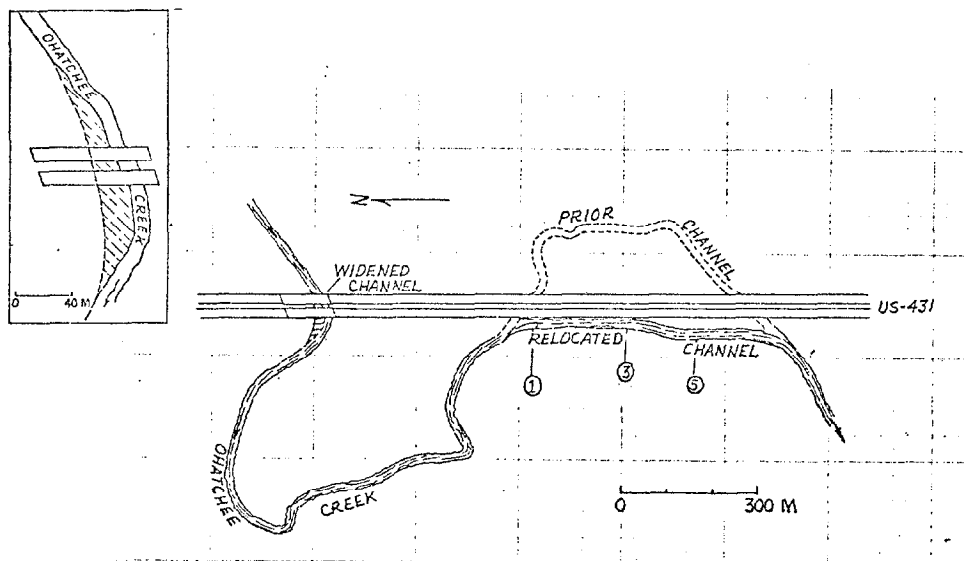 OHATCHEE
CREEK
0 40 M
N
PRIOR
CHANNEL
WIDENED
CHANNEL
US-431
RELOCATED
CHANNEL
1
3
5
OHATCHEE
CREEK
0 300 M